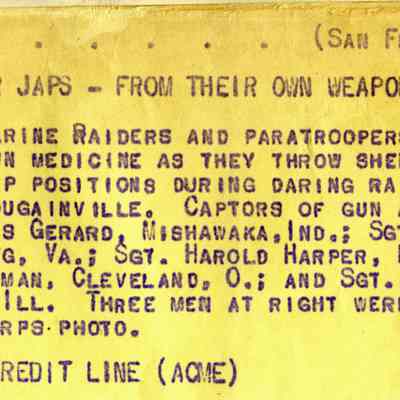 . . . . . . (SAN F
R JAPS - FROM THEIR OWN WEAPO
ARINE RAIDERS AND PARATROOPERS
WN MEDICINE AS THEY THROW SHE
P POSITIONS DURING DARING RA
OUGAINVILLE. CAPTORS OF GUN A
S GERARD, MISHAWAKA, IND.; SGT
G, VA.; SGT. HAROLD HARPER,
MAN, CLEVELAND, O.; AND SGT.
ILL. THREE MEN AT RIGHT WERE
RPS PHOTO.
REDIT LINE (ACME)